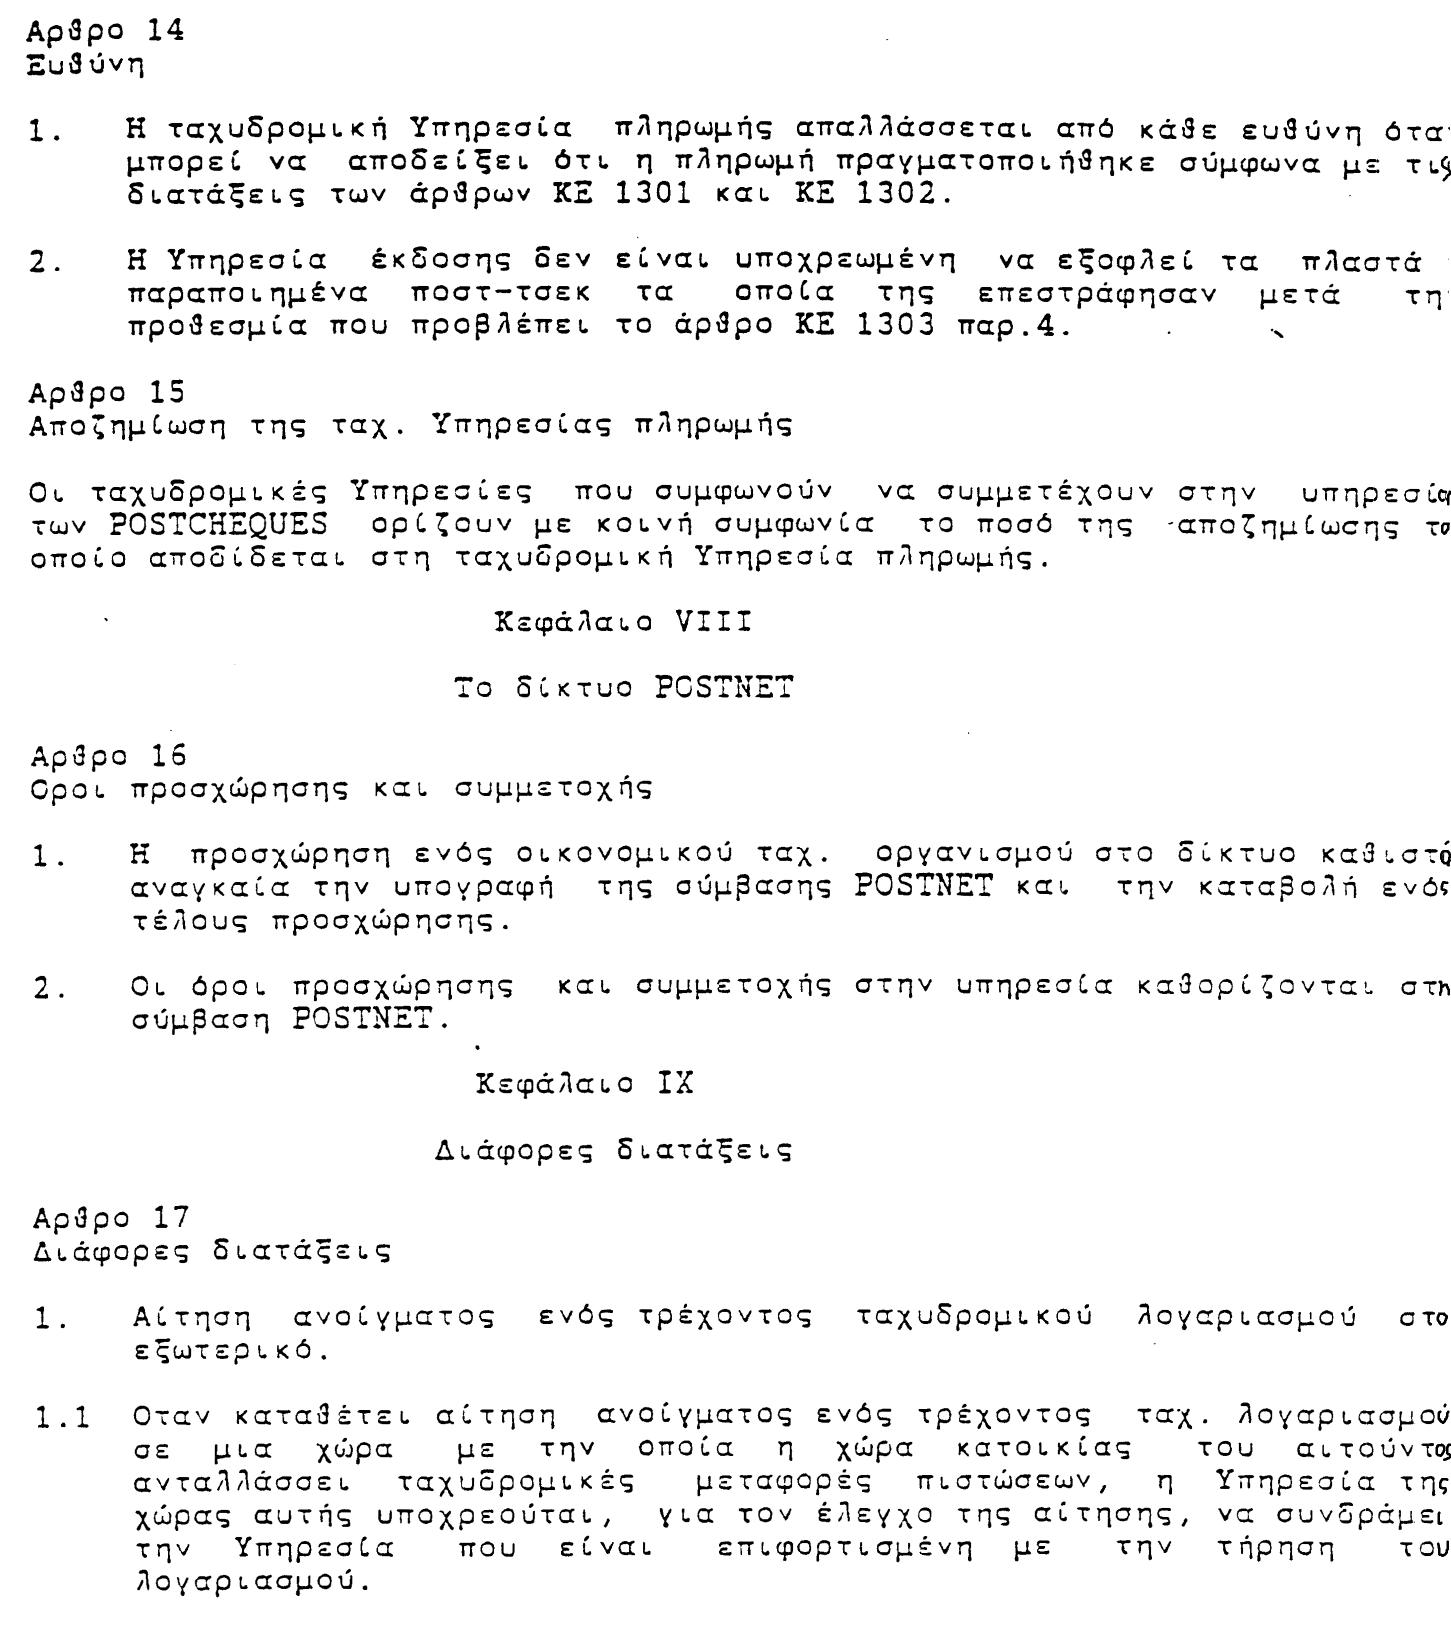 Αρθρο 14
Ευθύνη
1. Η ταχυδρομική Υπηρεσία πληρωμής απαλλάσσεται από κάθε ευθύνη ότα
μπορεί να αποδείξει ότι η πληρωμή πραγματοποιήθηκε σύμφωνα με τις
διατάξεις των άρθρων ΚΕ 1301 και ΚΕ 1302.
2. Η Υπηρεσία έκδοσης δεν είναι υποχρεωμένη να εξοφλεί τα πλαστά
παραποιημένα ποστ-τσεκ τα οποία της επεστράφησαν μετά τη
προθεσμία που προβλέπει το άρθρο ΚΕ 1303 παρ.4.
Αρθρο 15
Αποζημίωση της ταχ. Υπηρεσίας πληρωμής
Οι ταχυδρομικές Υπηρεσίες που συμφωνούν να συμμετέχουν στην υπηρεσία
των POSTCHEQUES ορίζουν με κοινή συμφωνία το ποσό της αποζημίωσης το
οποίο αποδίδεται στη ταχυδρομική Υπηρεσία πληρωμής.
Κεφάλαιο VIII
Το δίκτυο POSTNET
Αρθρο 16
Οροι προσχώρησης και συμμετοχής
1. Η προσχώρηση ενός οικονομικού ταχ. οργανισμού στο δίκτυο καθιστά
αναγκαία την υπογραφή της σύμβασης POSTNET και την καταβολή ενός
τέλους προσχώρησης.
2. Οι όροι προσχώρησης και συμμετοχής στην υπηρεσία καθορίζονται στη
σύμβαση POSTNET.
Κεφάλαιο IX
Διάφορες διατάξεις
Αρθρο 17
Διάφορες διατάξεις
1. Αίτηση ανοίγματος ενός τρέχοντος ταχυδρομικού λογαριασμού στο
εξωτερικό.
1.1 Οταν καταθέτει αίτηση ανοίγματος ενός τρέχοντος ταχ. λογαριασμού
σε μια χώρα με την οποία η χώρα κατοικίας του αιτούντος
ανταλλάσσει ταχυδρομικές μεταφορές πιστώσεων, η Υπηρεσία της
χώρας αυτής υποχρεούται, για τον έλεγχο της αίτησης, να συνδράμει
την Υπηρεσία που είναι επιφορτισμένη με την τήρηση του
λογαριασμού.